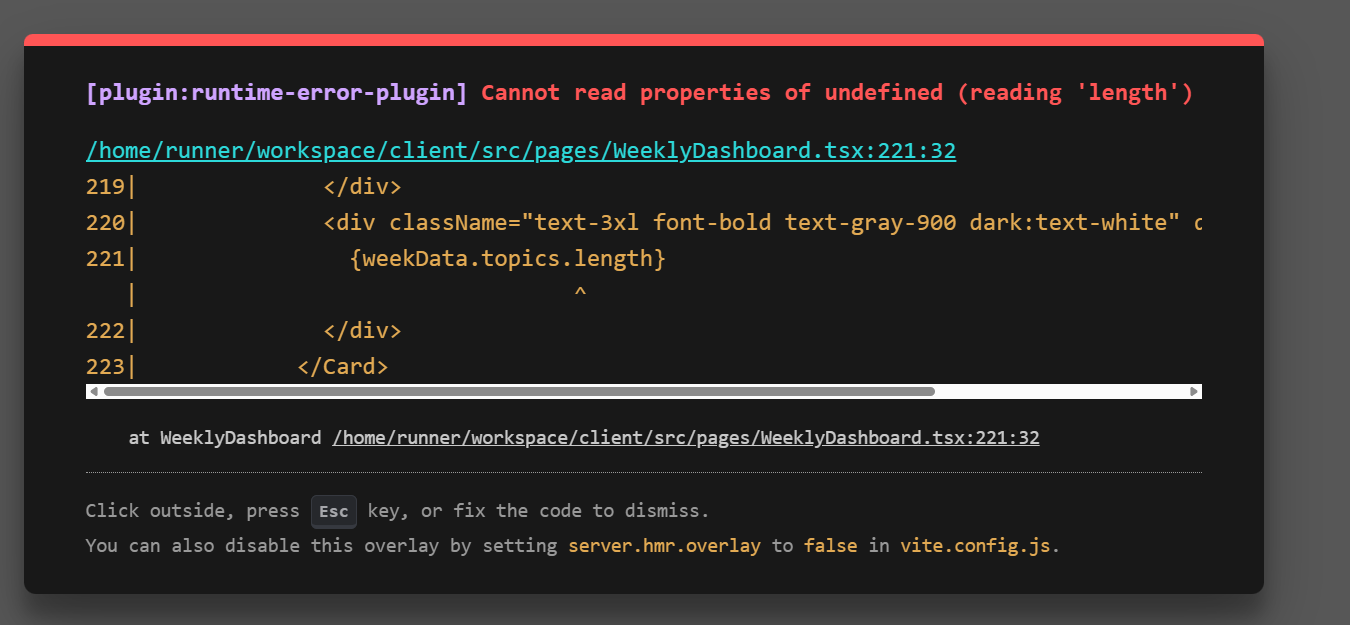 [plugin:runtime-error-plugin] Cannot read properties of undefined (reading 'length')
/home/runner/workspace/client/src/pages/WeeklyDashboard.tsx:221:32
219|              </div>
220|              <div className="text-3xl font-bold text-gray-900 dark:text-white"
221|                {weekData.topics.length}
   |                                 ^
222|              </div>
223|            </Card>
at WeeklyDashboard /home/runner/workspace/client/src/pages/WeeklyDashboard.tsx:221:32
Click outside, press Esc key, or fix the code to dismiss.
You can also disable this overlay by setting server.hmr.overlay to false in vite.config.js.